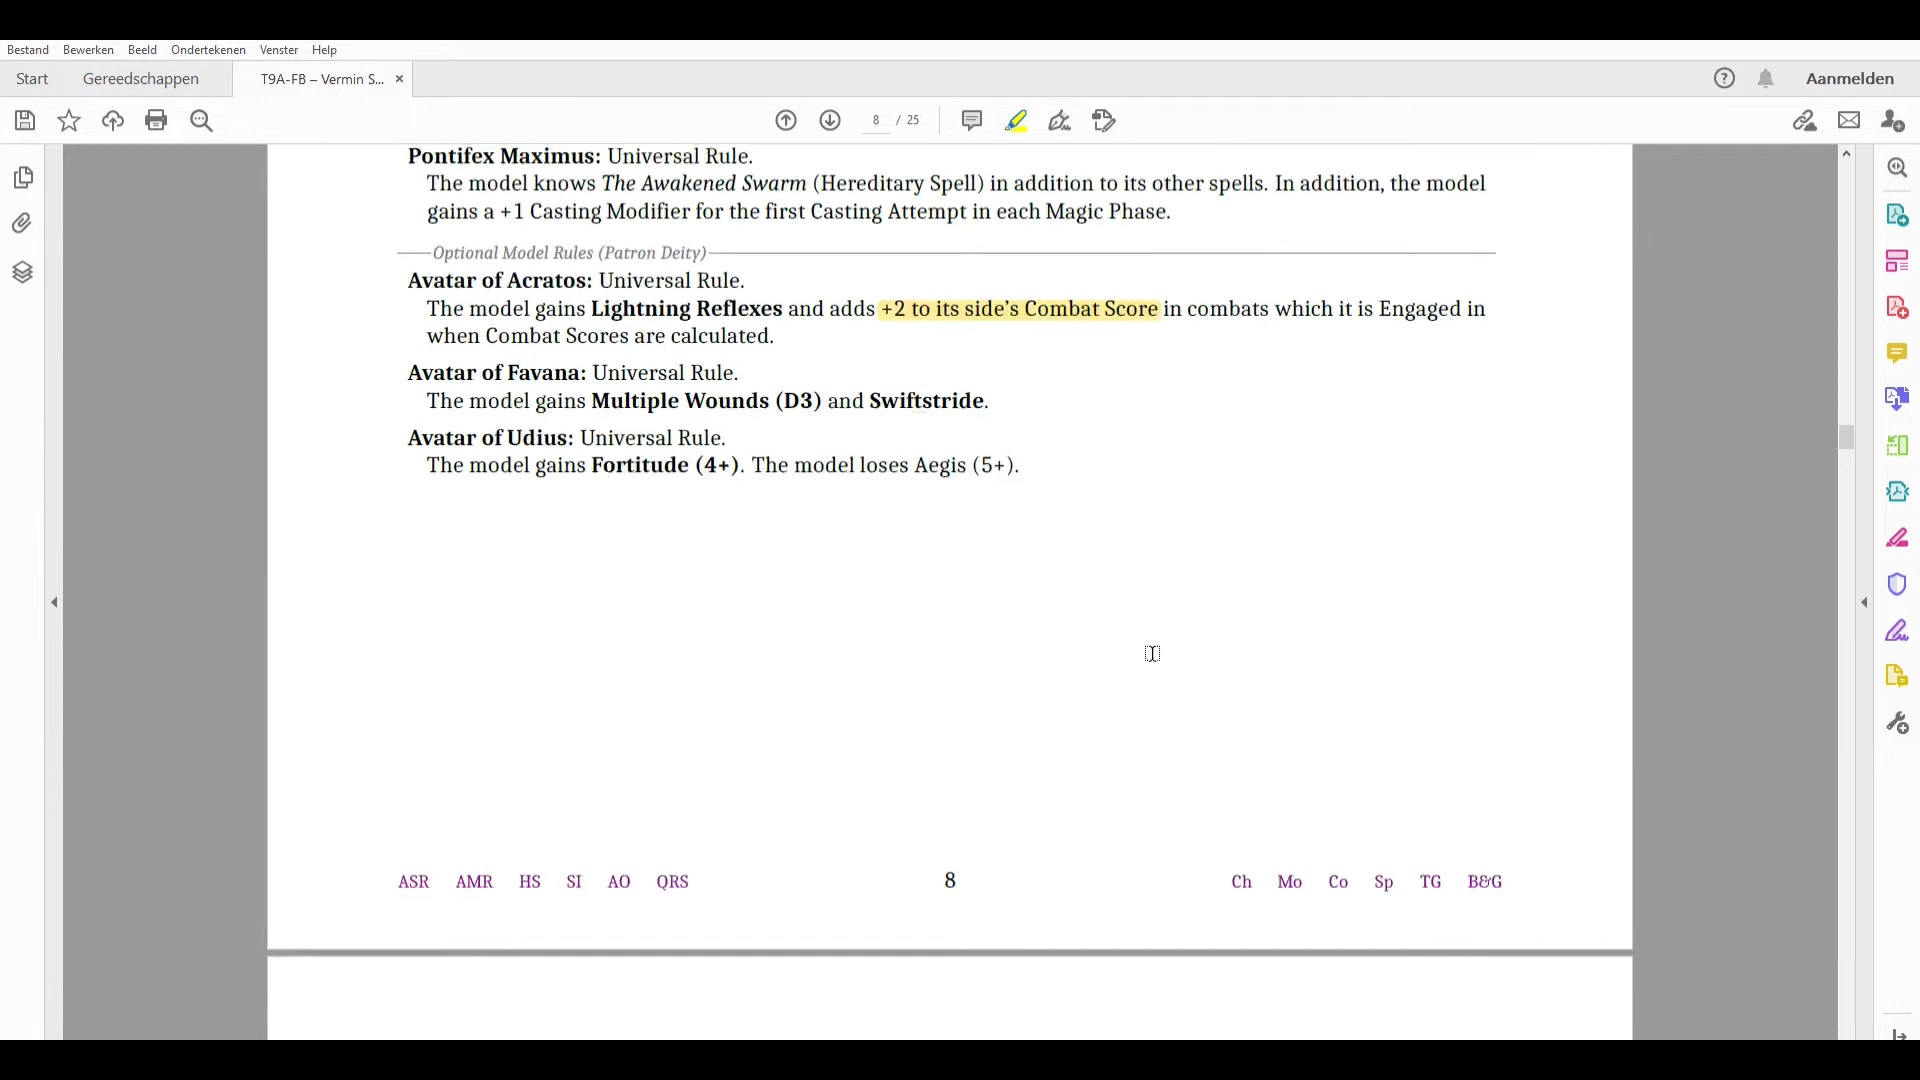 Bestand Bewerken Beeld Ondertekenen Venster Help
Start Gereedschappen T9A-FB – Vermin S... × Aanmelden
8 / 25
Pontifex Maximus: Universal Rule.
The model knows The Awakened Swarm (Hereditary Spell) in addition to its other spells. In addition, the model
gains a +1 Casting Modifier for the first Casting Attempt in each Magic Phase.
Optional Model Rules (Patron Deity)
Avatar of Acratos: Universal Rule.
The model gains Lightning Reflexes and adds +2 to its side’s Combat Score in combats which it is Engaged in
when Combat Scores are calculated.
Avatar of Favana: Universal Rule.
The model gains Multiple Wounds (D3) and Swiftstride.
Avatar of Udius: Universal Rule.
The model gains Fortitude (4+). The model loses Aegis (5+).
ASR AMR HS SI AO QRS 8 Ch Mo Co Sp TG B&G